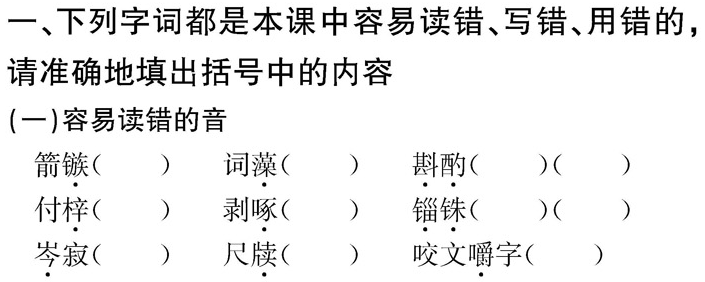 一、下列字词都是本课中容易读错、写错、用错的,
请准确地填出括号中的内容
(一)容易读错的音
箭镞(　　) 词藻(　　) 斟酌(　　)(　　)
付梓(　　) 剥啄(　　) 锱铢(　　)(　　)
岑寂(　　) 尺牍(　　) 咬文嚼字(　　)